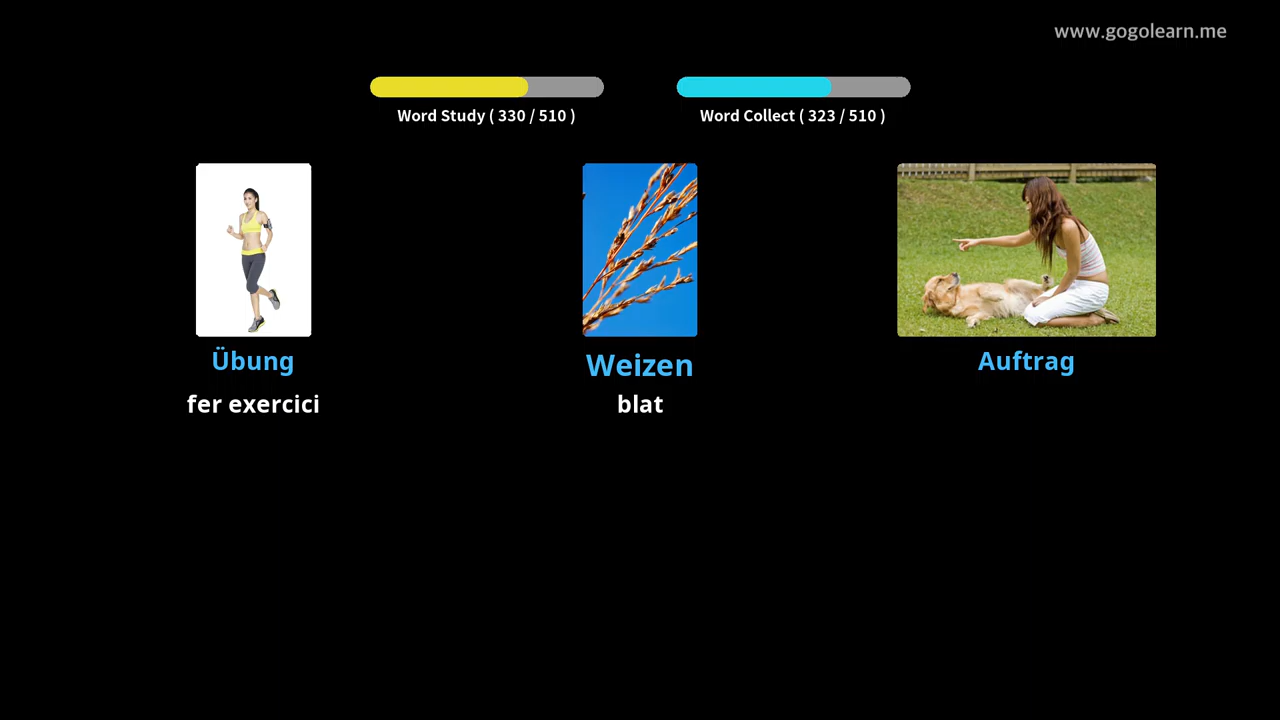 www.gogolearn.me
Word Study ( 330 / 510 )
Word Collect ( 323 / 510 )
Übung
Weizen
Auftrag
fer exercici
blat